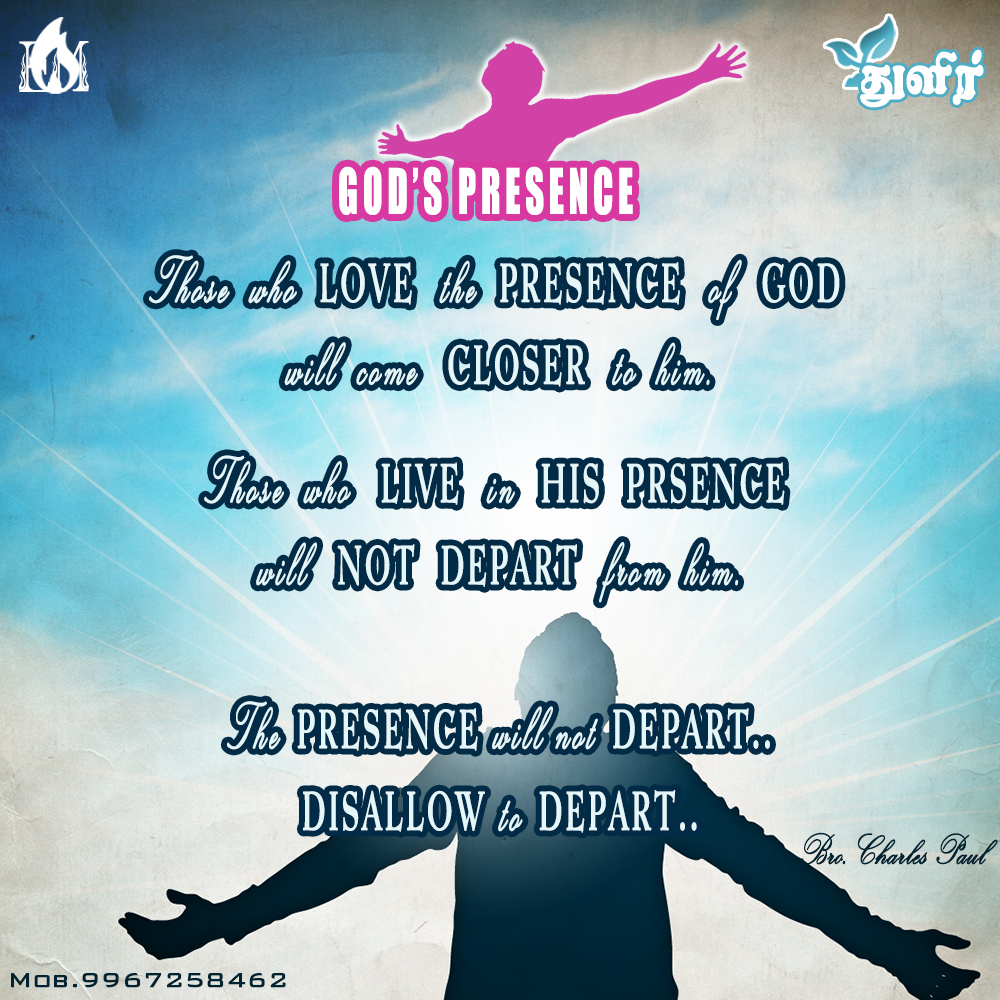 துளிர்
GOD'S PRESENCE
Those who LOVE the PRESENCE of GOD
will come CLOSER to him.
Those who LIVE in HIS PRSENCE
will NOT DEPART from him.
The PRESENCE will not DEPART..
DISALLOW to DEPART..
Bro. Charles Paul
Mob.9967258462